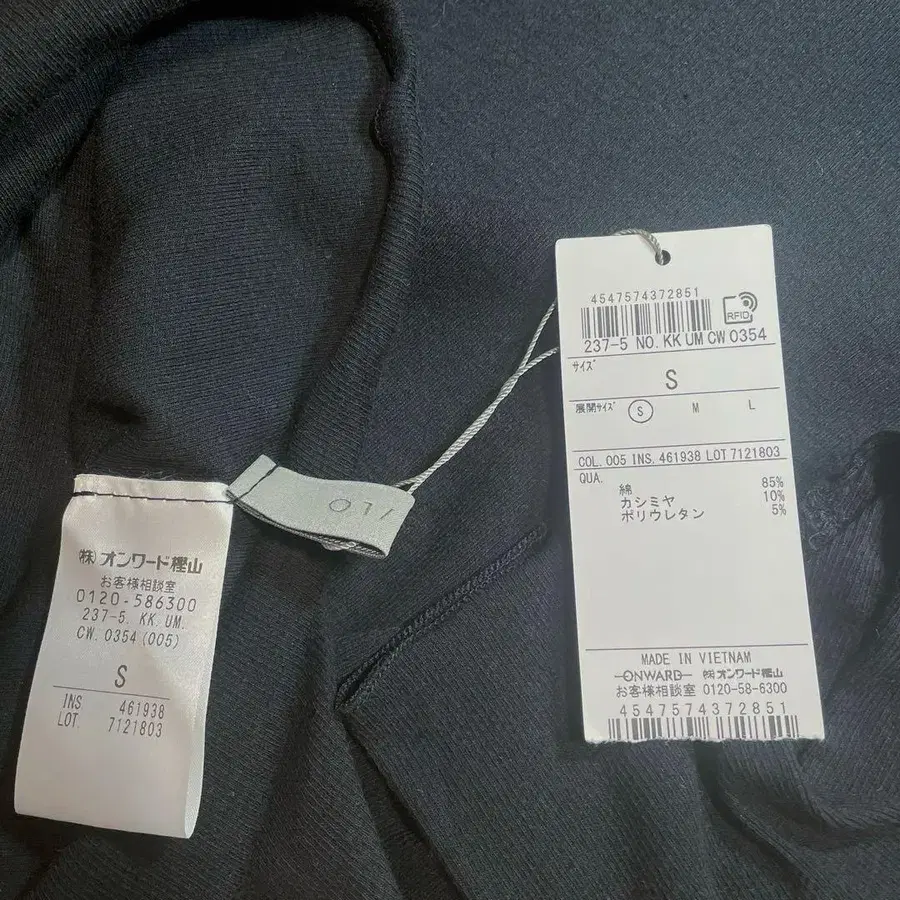 (株)オンワード樫山
お客様相談室
0120-586300
237-5. KK. UM.
CW. 0354 (005)
S
INS 461938
LOT. 7121803
4547574372851
RFID
237-5 NO. KK UM CW 0354
サイズ
S
展開サイズ S M L
COL. 005 INS. 461938 LOT 7121803
QUA.
綿 85%
カシミヤ 10%
ポリウレタン 5%
MADE IN VIETNAM
ONWARD (株)オンワード樫山
お客様相談室 0120-58-6300
4547574372851